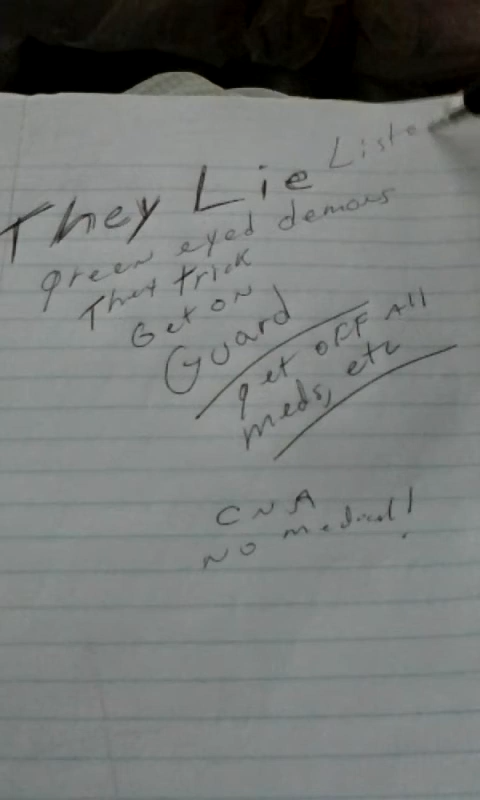 They Lie Liste
green eyed demons
They trick
Get on
Guard
get OFF All
meds, etc
CNA
NO medical!